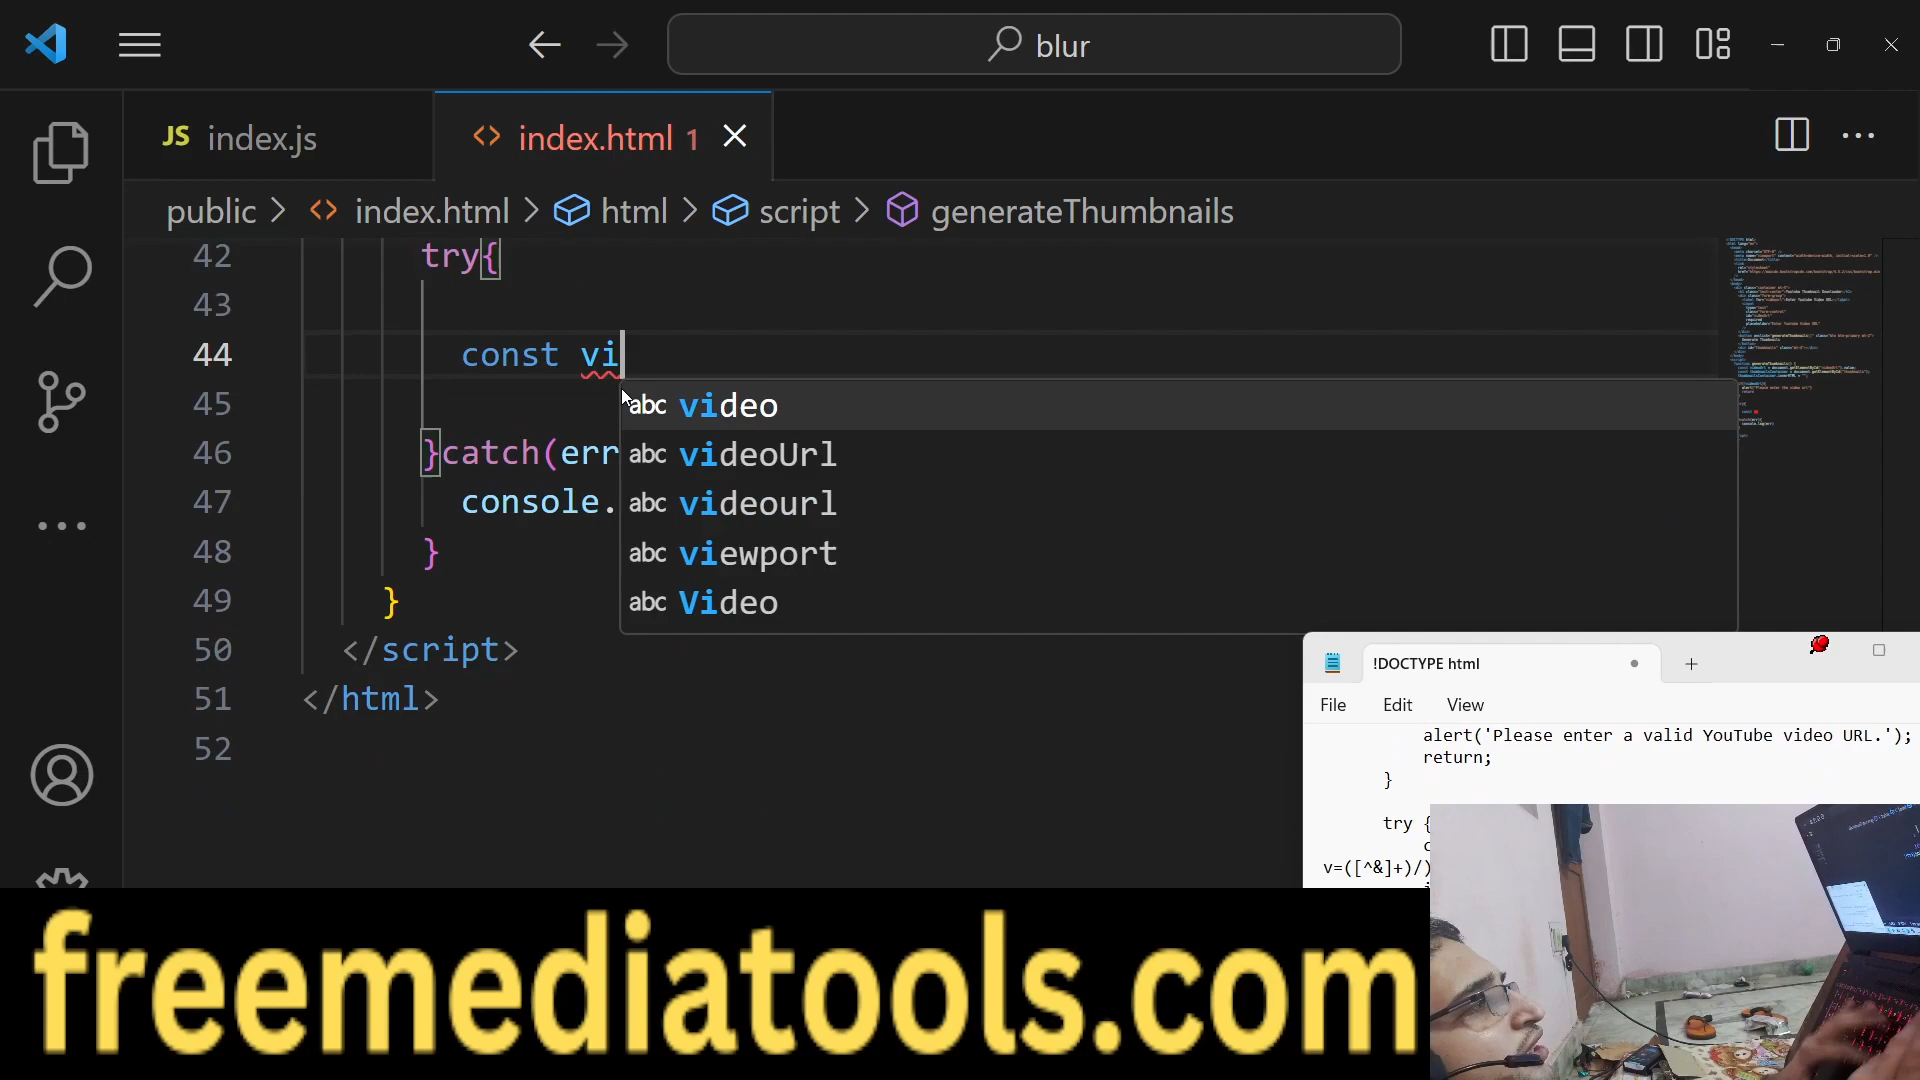 blur
JS index.js
index.html 1
public > index.html > html > script > generateThumbnails
42 try{
43
44 const vi
45
46 }catch(err
47 console.
48 }
49 }
50 </script>
51 </html>
52
abc video
abc videoUrl
abc videourl
abc viewport
abc Video
!DOCTYPE html
File Edit View
alert('Please enter a valid YouTube video URL.');
return;
}
try {
v=([^&]+)/)
freemediatools.com